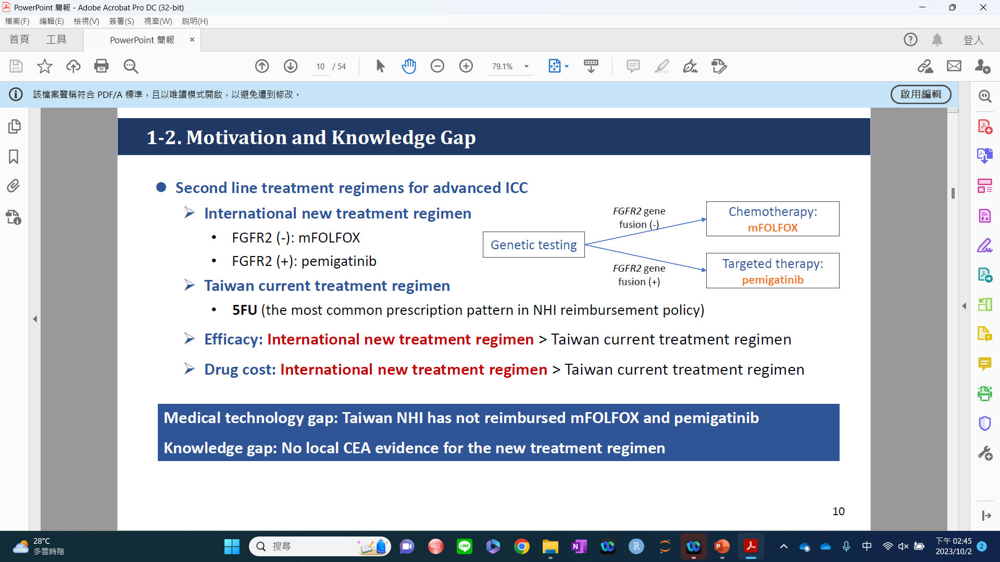 PowerPoint 簡報 - Adobe Acrobat Pro DC (32-bit)
檔案(F) 編輯(E) 檢視(V) 簽署(S) 視窗(W) 說明(H)
首頁 工具 PowerPoint 簡報 × 登入
10 / 54 79.1%
該檔案聲稱符合 PDF/A 標準，且以唯讀模式開啟，以避免遭到修改。 啟用編輯
1-2. Motivation and Knowledge Gap
● Second line treatment regimens for advanced ICC
➢ International new treatment regimen
• FGFR2 (-): mFOLFOX
• FGFR2 (+): pemigatinib
Genetic testing
FGFR2 gene
fusion (-)
Chemotherapy:
mFOLFOX
FGFR2 gene
fusion (+)
Targeted therapy:
pemigatinib
➢ Taiwan current treatment regimen
• 5FU (the most common prescription pattern in NHI reimbursement policy)
➢ Efficacy: International new treatment regimen > Taiwan current treatment regimen
➢ Drug cost: International new treatment regimen > Taiwan current treatment regimen
Medical technology gap: Taiwan NHI has not reimbursed mFOLFOX and pemigatinib
Knowledge gap: No local CEA evidence for the new treatment regimen
10
28°C
多雲時陰
搜尋
REC
LINE
N
R
P
中
下午 02:45
2023/10/2
2